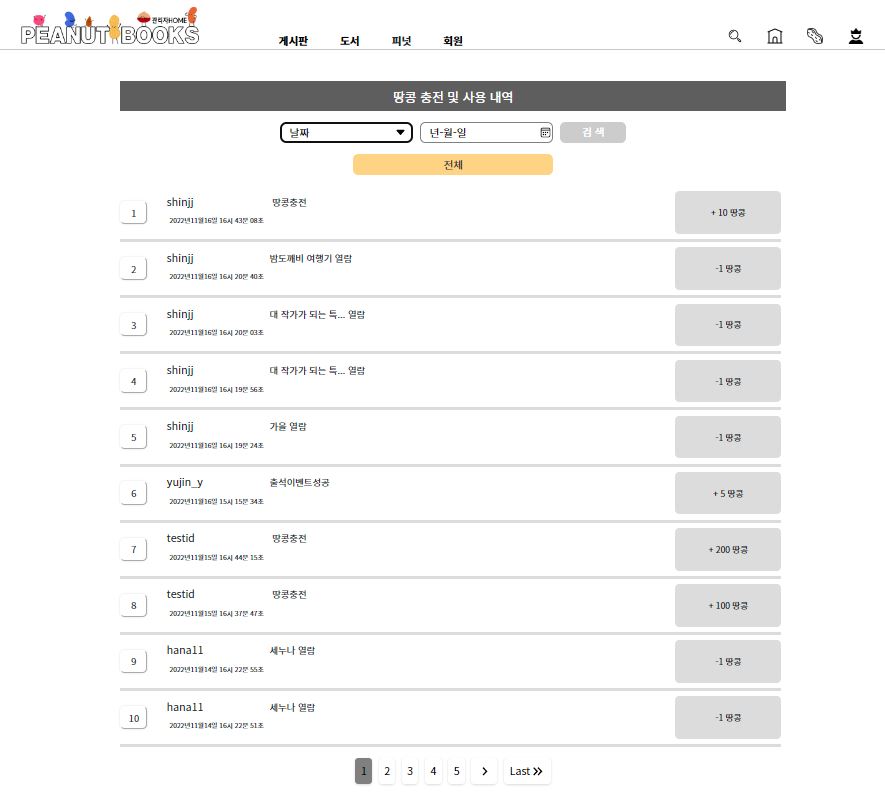 관리자HOME
PEANUT BOOKS
게시판 도서 피넛 회원
땅콩 충전 및 사용 내역
날짜 년-월-일 검 색
전체
1 shinjj 땅콩충전 + 10 땅콩
2022년11월16일 16시 43분 08초
2 shinjj 밤도깨비 여행기 열람 -1 땅콩
2022년11월16일 16시 20분 40초
3 shinjj 대 작가가 되는 특... 열람 -1 땅콩
2022년11월16일 16시 20분 03초
4 shinjj 대 작가가 되는 특... 열람 -1 땅콩
2022년11월16일 16시 19분 56초
5 shinjj 가을 열람 -1 땅콩
2022년11월16일 16시 19분 24초
6 yujin_y 출석이벤트성공 + 5 땅콩
2022년11월16일 15시 15분 34초
7 testid 땅콩충전 + 200 땅콩
2022년11월15일 16시 44분 15초
8 testid 땅콩충전 + 100 땅콩
2022년11월15일 16시 37분 47초
9 hana11 세누나 열람 -1 땅콩
2022년11월14일 16시 22분 55초
10 hana11 세누나 열람 -1 땅콩
2022년11월14일 16시 22분 51초
1 2 3 4 5 > Last »